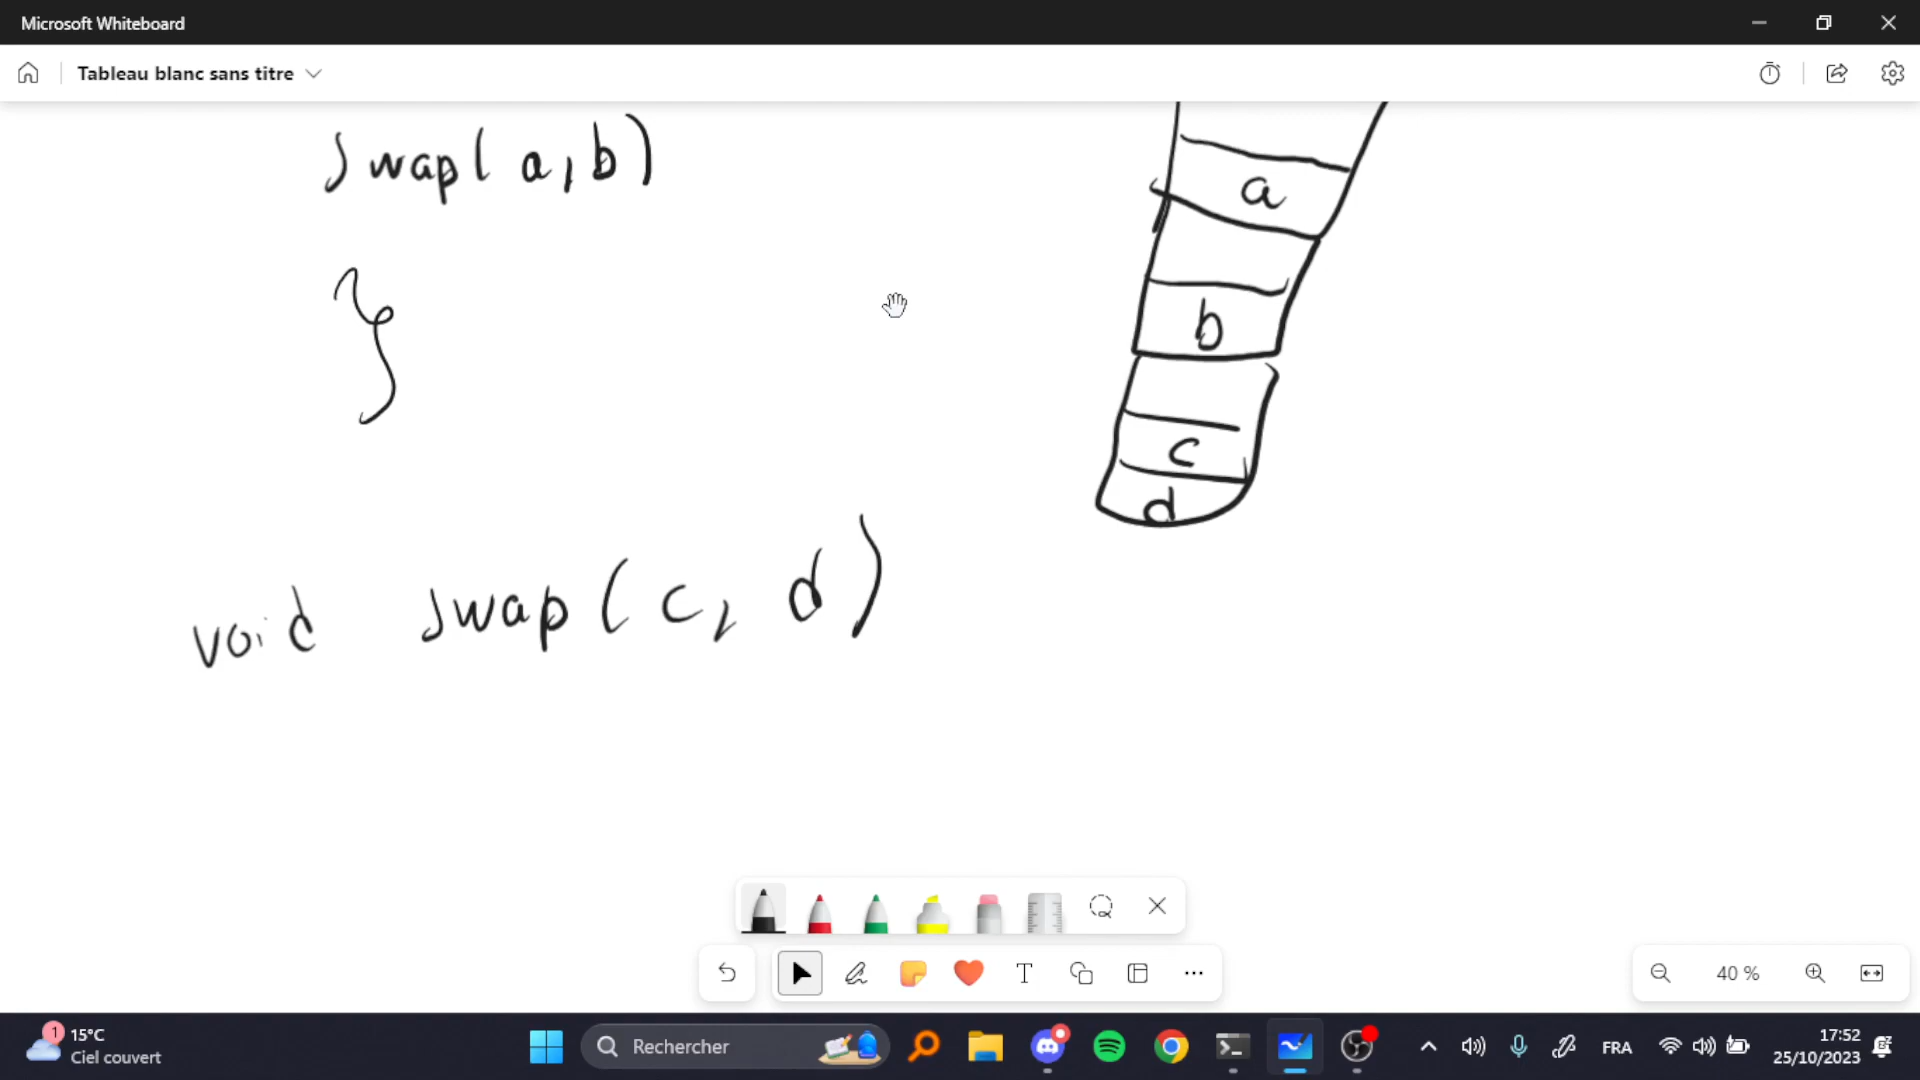 Microsoft Whiteboard
Tableau blanc sans titre
swap( a, b)
}
a
b
c
d
void swap( c, d )
40 %
1
15°C
Ciel couvert
Rechercher
FRA
17:52
25/10/2023